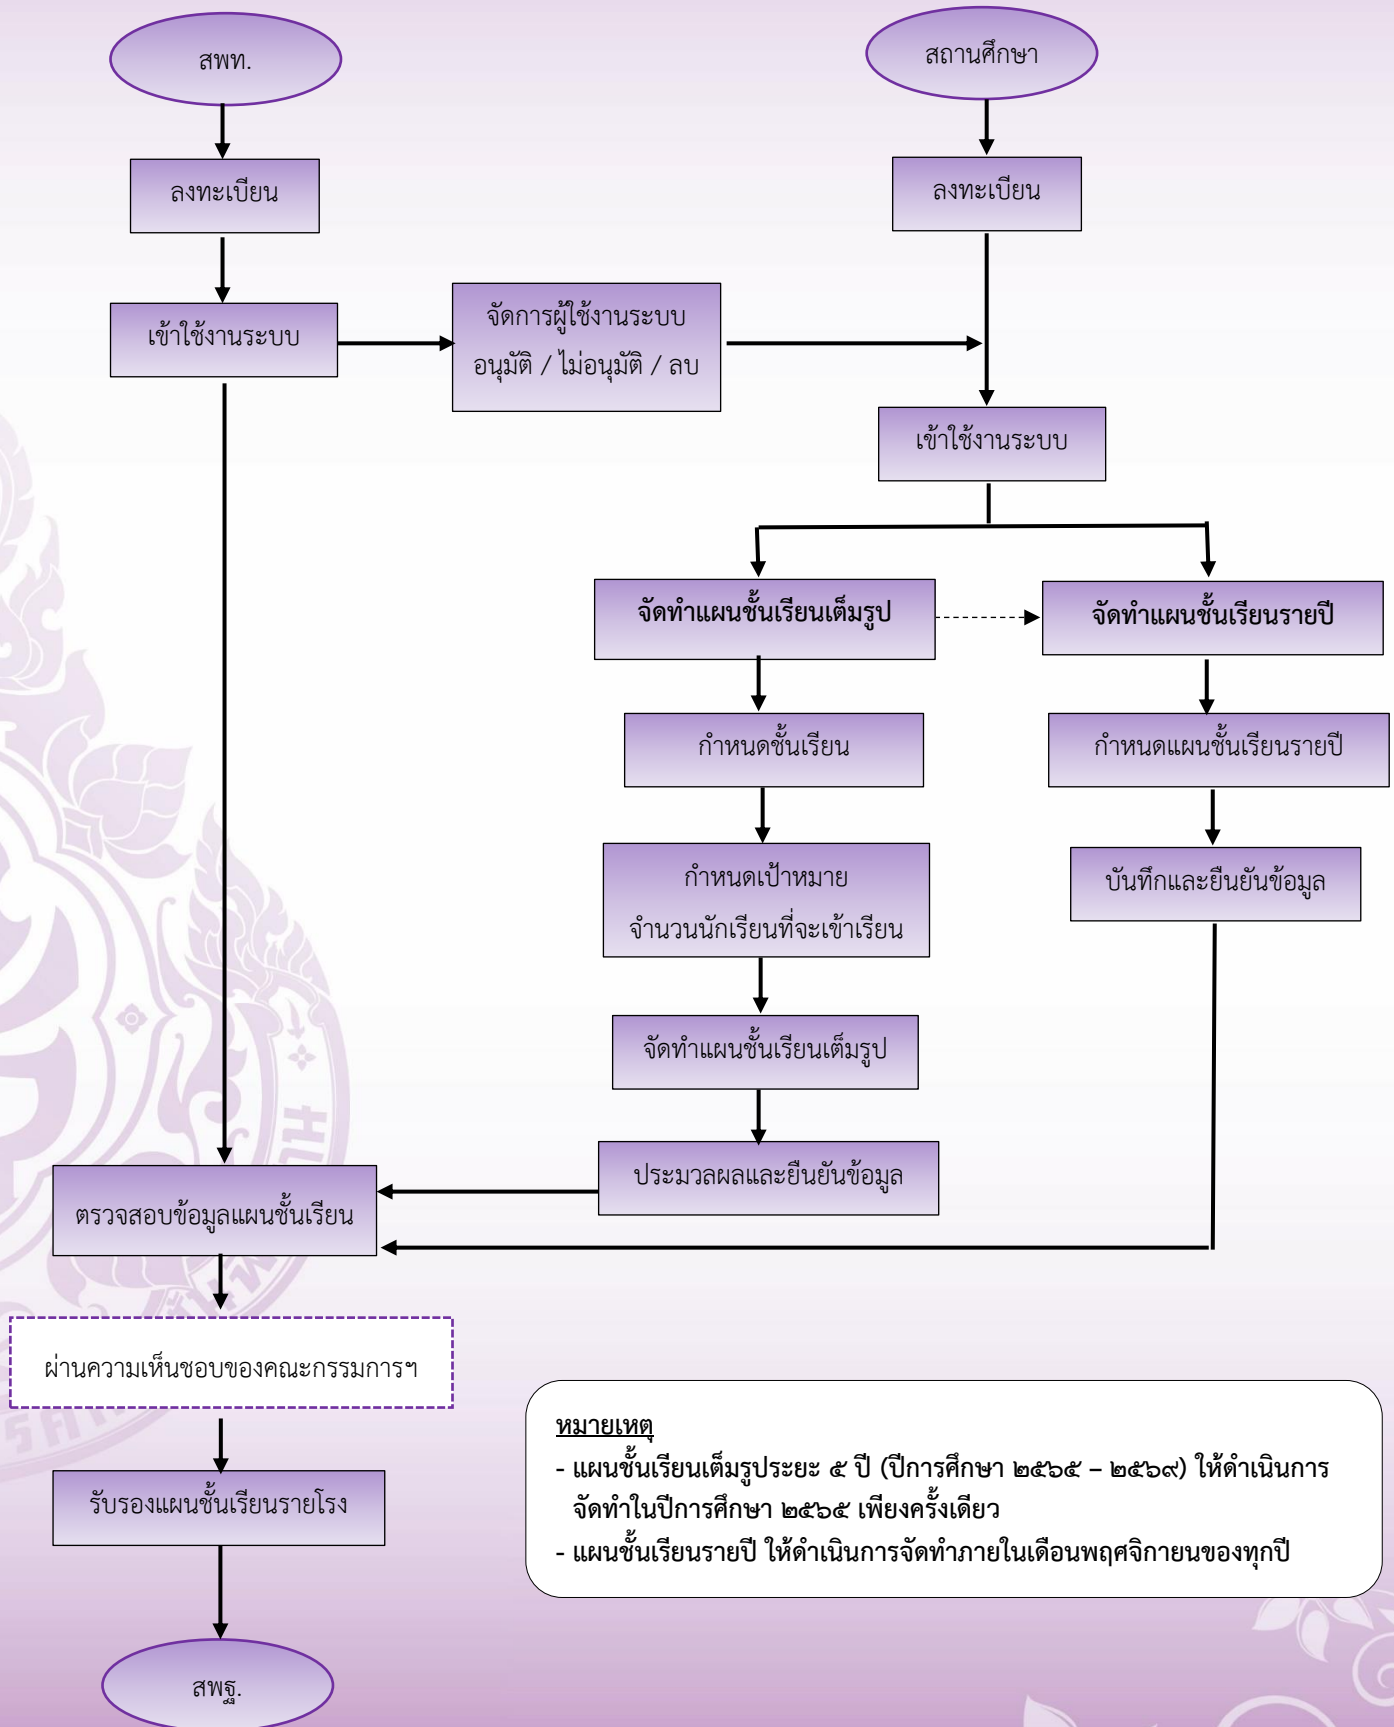 สพท.
สถานศึกษา
ลงทะเบียน
ลงทะเบียน
เข้าใช้งานระบบ
จัดการผู้ใช้งานระบบ
อนุมัติ / ไม่อนุมัติ / ลบ
เข้าใช้งานระบบ
จัดทำแผนชั้นเรียนเต็มรูป
จัดทำแผนชั้นเรียนรายปี
กำหนดชั้นเรียน
กำหนดแผนชั้นเรียนรายปี
กำหนดเป้าหมาย
จำนวนนักเรียนที่จะเข้าเรียน
บันทึกและยืนยันข้อมูล
จัดทำแผนชั้นเรียนเต็มรูป
ประมวลผลและยืนยันข้อมูล
ตรวจสอบข้อมูลแผนชั้นเรียน
ผ่านความเห็นชอบของคณะกรรมการฯ
รับรองแผนชั้นเรียนรายโรง
สพฐ.
หมายเหตุ
- แผนชั้นเรียนเต็มรูประยะ ๕ ปี (ปีการศึกษา ๒๕๖๕ – ๒๕๖๙) ให้ดำเนินการ
จัดทำในปีการศึกษา ๒๕๖๕ เพียงครั้งเดียว
- แผนชั้นเรียนรายปี ให้ดำเนินการจัดทำภายในเดือนพฤศจิกายนของทุกปี